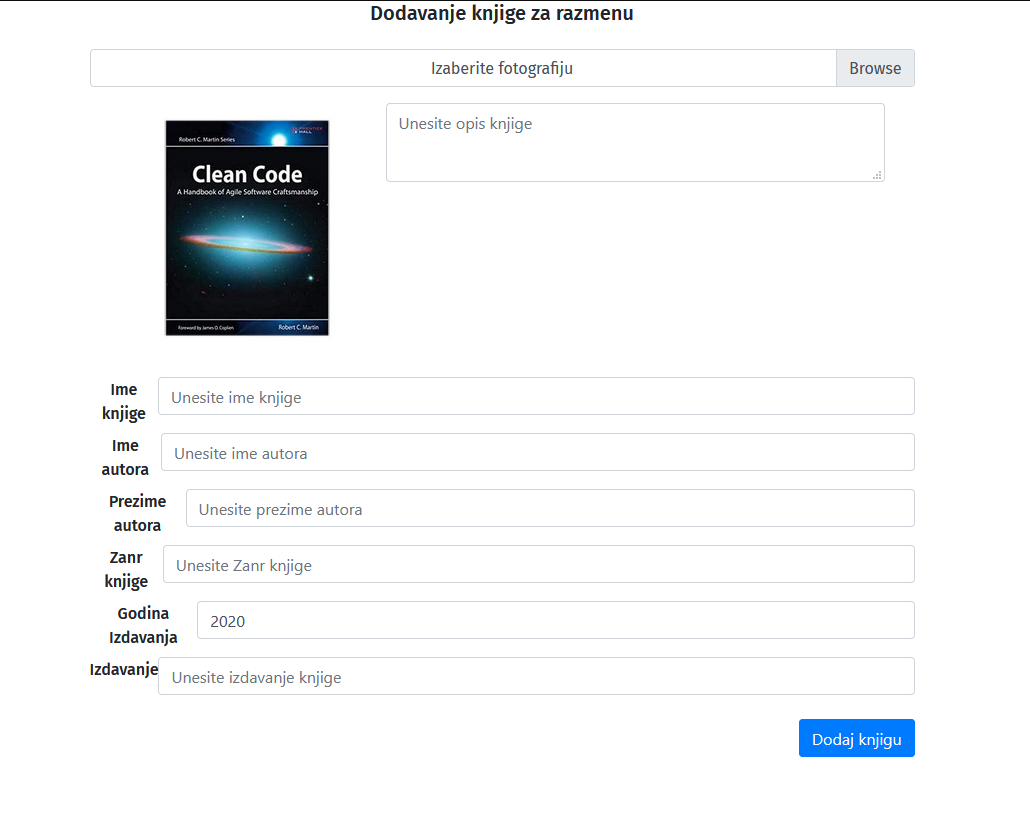 Dodavanje knjige za razmenu
Izaberite fotografiju
Browse
Robert C. Martin Series
PRENTICE
HALL
Clean Code
A Handbook of Agile Software Craftsmanship
Foreword by James O. Coplien
Robert C. Martin
Unesite opis knjige
Ime
knjige
Unesite ime knjige
Ime
autora
Unesite ime autora
Prezime
autora
Unesite prezime autora
Zanr
knjige
Unesite Zanr knjige
Godina
Izdavanja
2020
Izdavanje
Unesite izdavanje knjige
Dodaj knjigu